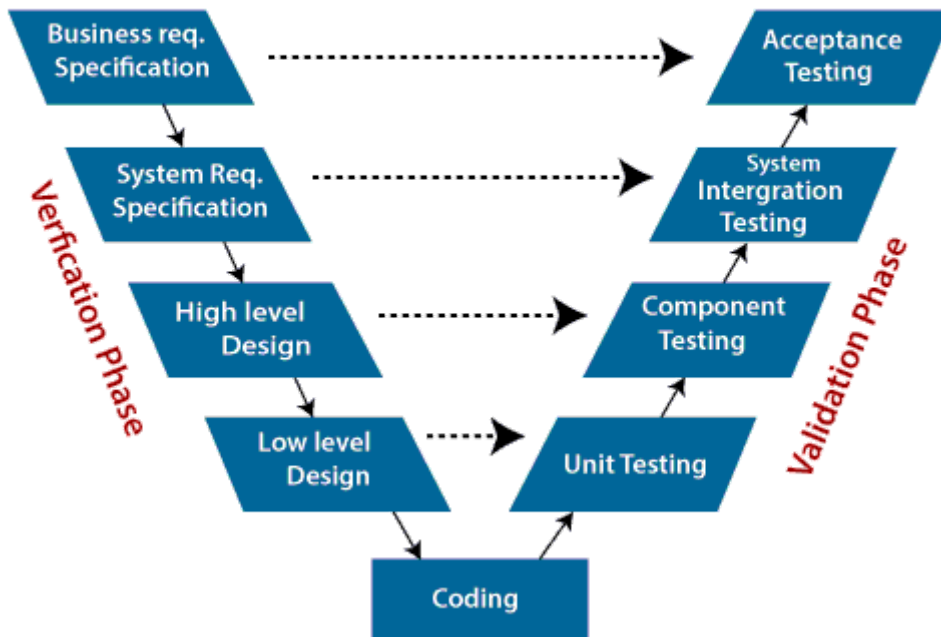 Business req.
Specification
Acceptance
Testing
System Req.
Specification
System
Intergration
Testing
Verfication Phase
High level
Design
Component
Testing
Validation Phase
Low level
Design
Unit Testing
Coding